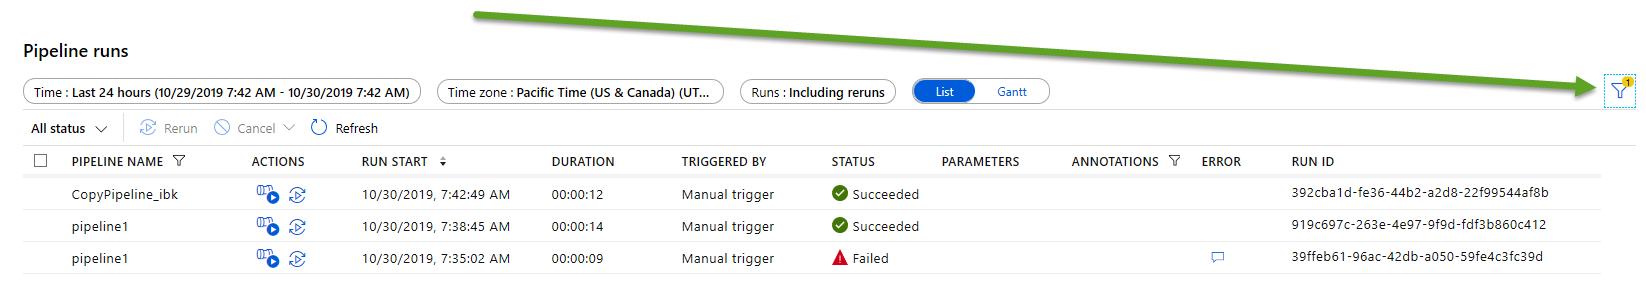 Pipeline runs
1
Time : Last 24 hours (10/29/2019 7:42 AM - 10/30/2019 7:42 AM) Time zone : Pacific Time (US & Canada) (UT... Runs : Including reruns List Gantt
All status Rerun Cancel Refresh
PIPELINE NAME ACTIONS RUN START DURATION TRIGGERED BY STATUS PARAMETERS ANNOTATIONS ERROR RUN ID
CopyPipeline_ibk 10/30/2019, 7:42:49 AM 00:00:12 Manual trigger Succeeded 392cba1d-fe36-44b2-a2d8-22f99544af8b
pipeline1 10/30/2019, 7:38:45 AM 00:00:14 Manual trigger Succeeded 919c697c-263e-4e97-9f9d-fdf3b860c412
pipeline1 10/30/2019, 7:35:02 AM 00:00:09 Manual trigger Failed 39ffeb61-96ac-42db-a050-59fe4c3fc39d